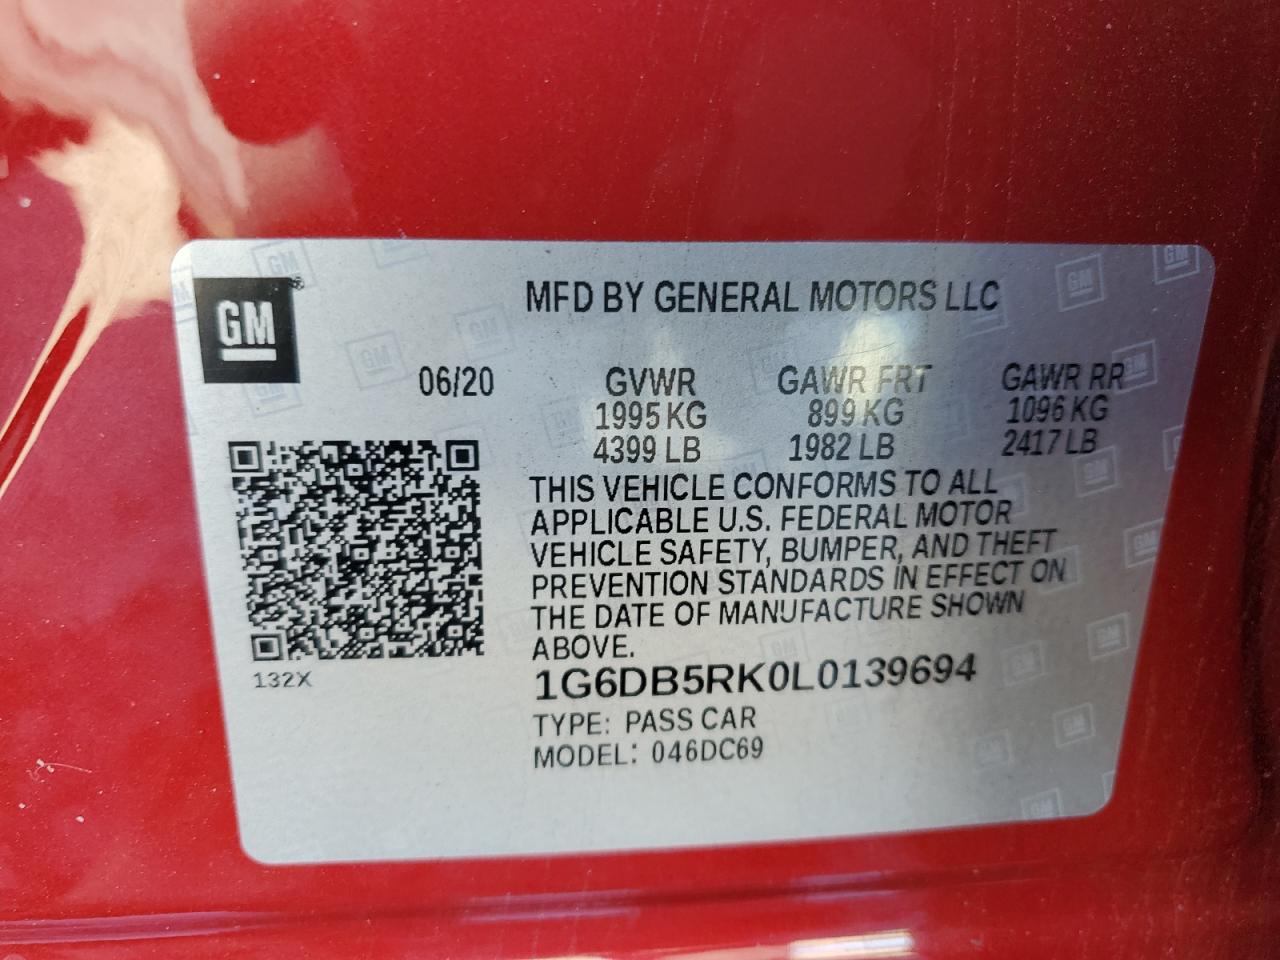 GM
MFD BY GENERAL MOTORS LLC
06/20 GVWR GAWR FRT GAWR RR
1995 KG 899 KG 1096 KG
4399 LB 1982 LB 2417 LB
THIS VEHICLE CONFORMS TO ALL
APPLICABLE U.S. FEDERAL MOTOR
VEHICLE SAFETY, BUMPER, AND THEFT
PREVENTION STANDARDS IN EFFECT ON
THE DATE OF MANUFACTURE SHOWN
ABOVE.
132X
1G6DB5RK0L0139694
TYPE: PASS CAR
MODEL: 046DC69